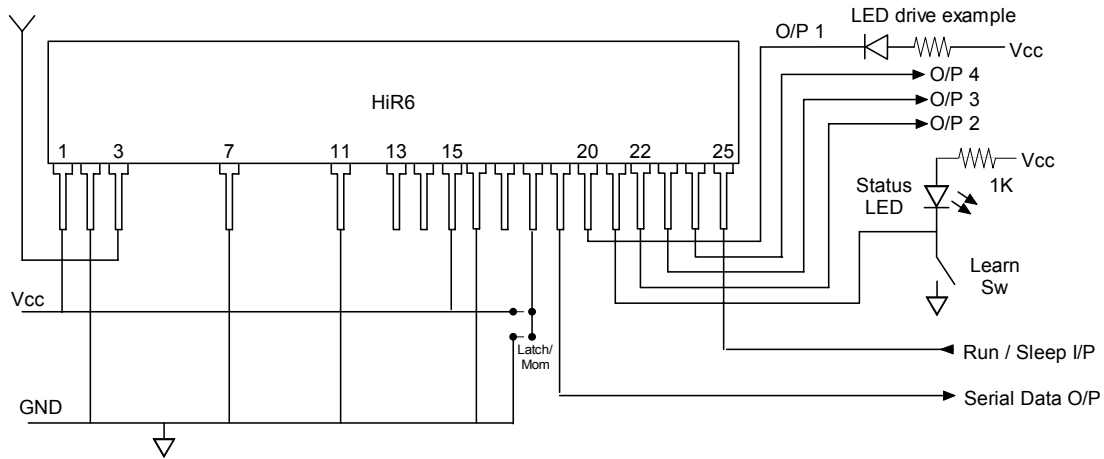 LED drive example
O/P 1
Vcc
O/P 4
HiR6
O/P 3
O/P 2
1 3 7 11 13 15 20 22 25
Vcc
1K
Status
LED
Learn
Sw
Vcc
Latch/
Mom
Run / Sleep I/P
Serial Data O/P
GND